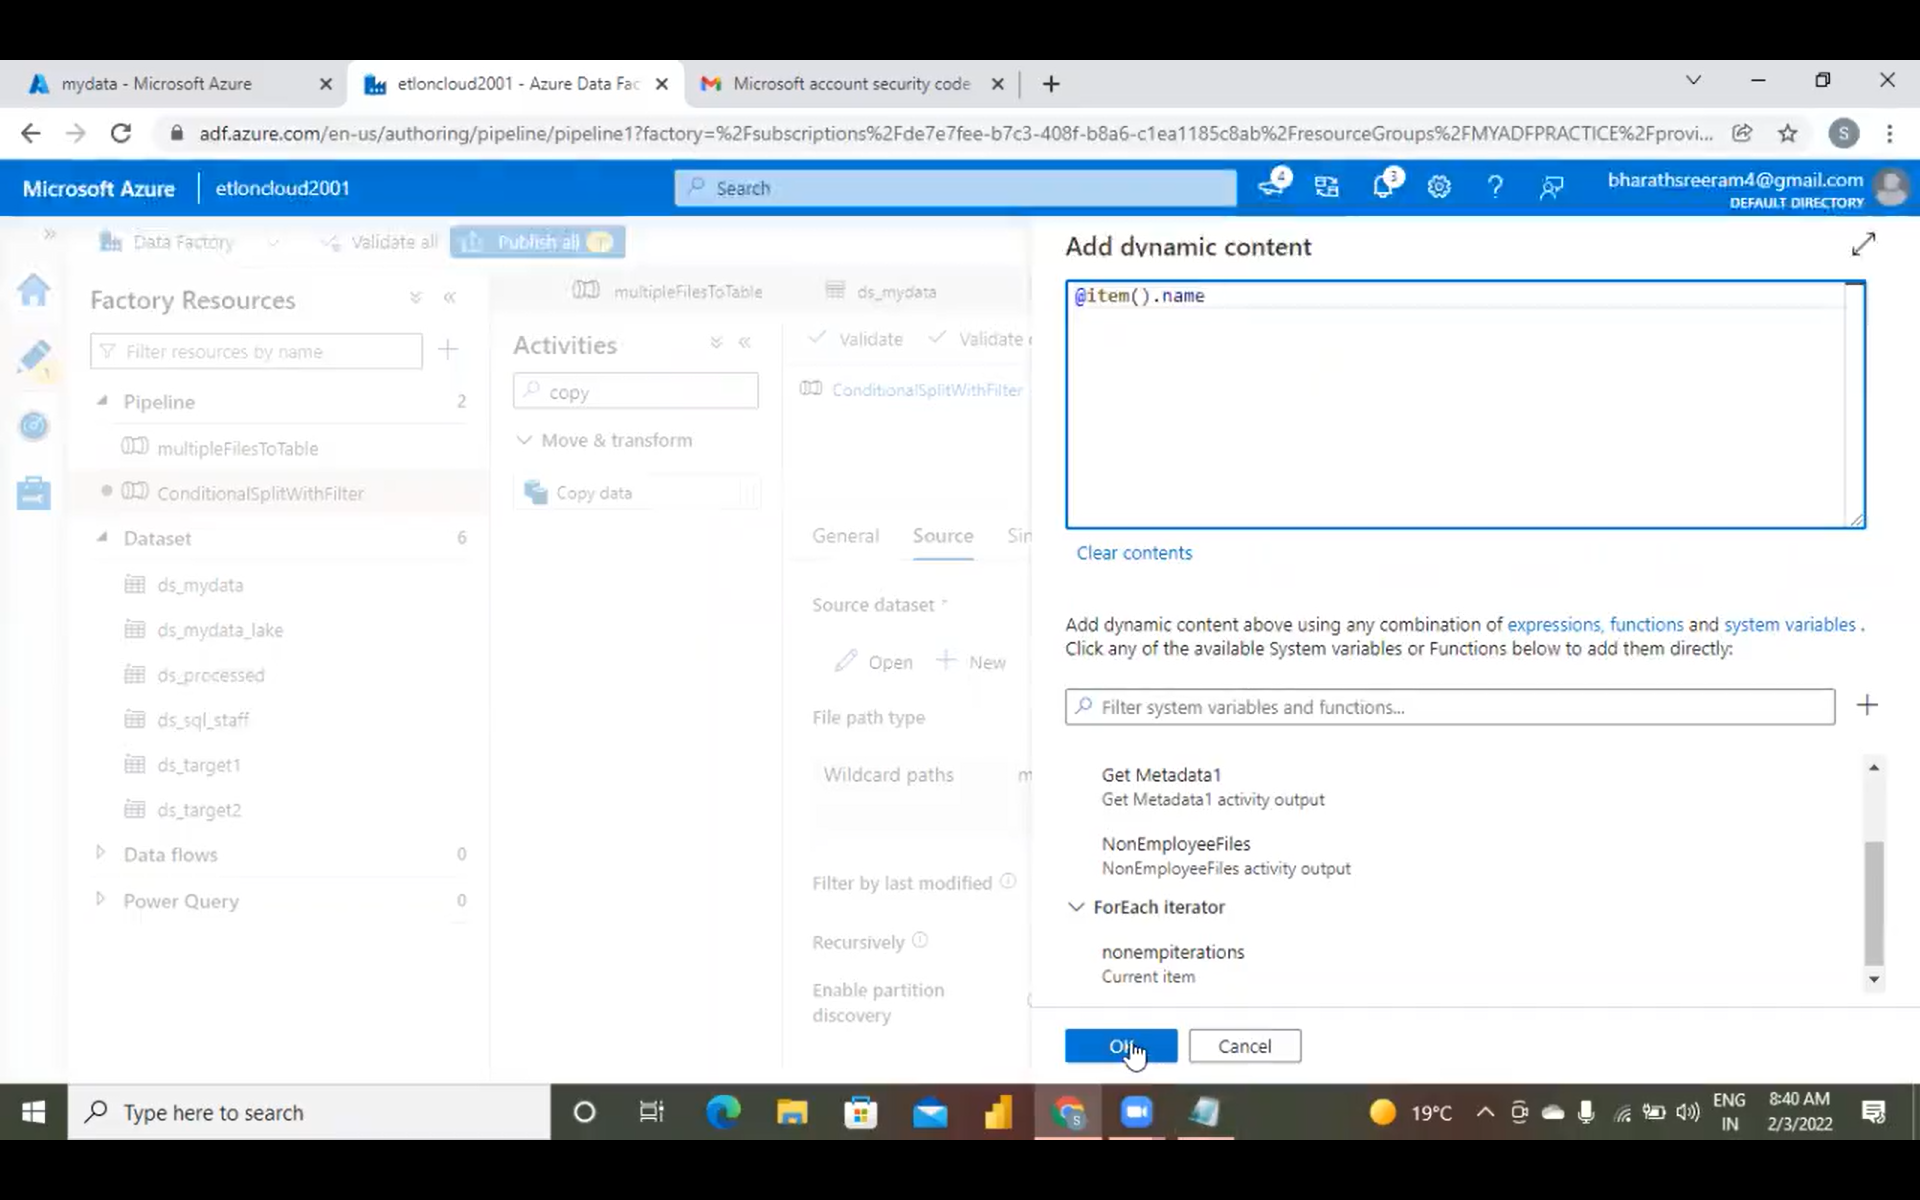 mydata - Microsoft Azure
etloncloud2001 - Azure Data Fac
Microsoft account security code
adf.azure.com/en-us/authoring/pipeline/pipeline1?factory=%2Fsubscriptions%2Fde7e7fee-b7c3-408f-b8a6-c1ea1185c8ab%2FresourceGroups%2FMYADFPRACTICE%2Fprovi...
S
Microsoft Azure
etloncloud2001
Search
4
3
bharathsreeram4@gmail.com
DEFAULT DIRECTORY
Data Factory
Validate all
Publish all
1
Factory Resources
Filter resources by name
Pipeline 2
multipleFilesToTable
ConditionalSplitWithFilter
Dataset 6
ds_mydata
ds_mydata_lake
ds_processed
ds_sql_staff
ds_target1
ds_target2
Data flows 0
Power Query 0
multipleFilesToTable
ds_mydata
Activities
copy
Move & transform
Copy data
Validate
Validate
ConditionalSplitWithFilter
General
Source
Sin
Source dataset *
Open
New
File path type
Wildcard paths
m
Filter by last modified
Recursively
Enable partition
discovery
Add dynamic content
@item().name
Clear contents
Add dynamic content above using any combination of expressions, functions and system variables .
Click any of the available System variables or Functions below to add them directly:
Filter system variables and functions...
Get Metadata1
Get Metadata1 activity output
NonEmployeeFiles
NonEmployeeFiles activity output
ForEach iterator
nonempiterations
Current item
OK
Cancel
Type here to search
19°C
ENG
IN
8:40 AM
2/3/2022